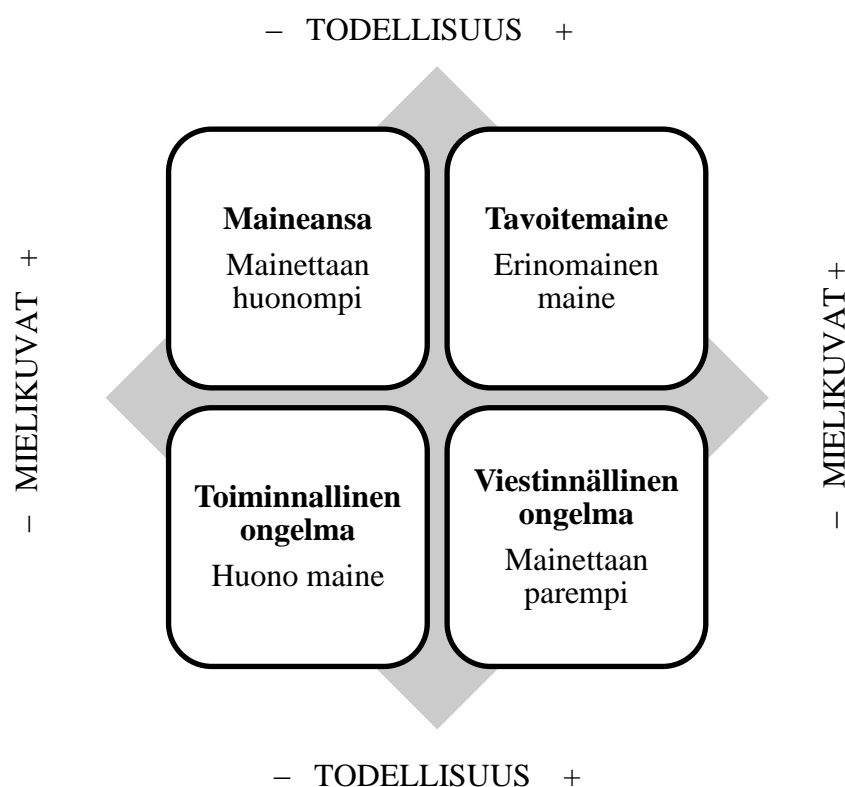 – TODELLISUUS +
Maineansa
Mainettaan
huonompi
Tavoitemaine
Erinomainen
maine
– MIELIKUVAT +
– MIELIKUVAT +
Toiminnallinen
ongelma
Huono maine
Viestinnällinen
ongelma
Mainettaan
parempi
– TODELLISUUS +